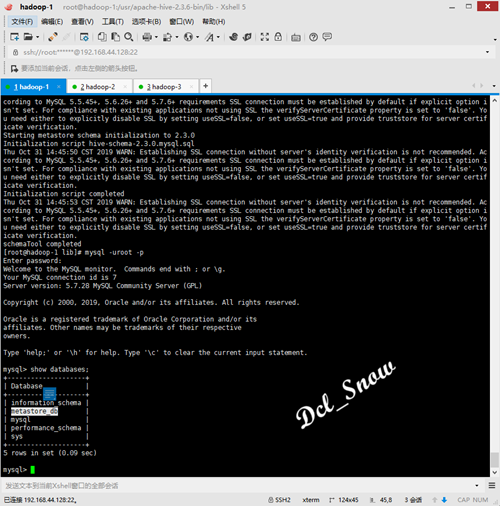 hadoop-1 root@hadoop-1:/usr/apache-hive-2.3.6-bin/lib - Xshell 5
文件(F) 编辑(E) 查看(V) 工具(T) 选项卡(B) 窗口(W) 帮助(H)
ssh://root:******@192.168.44.128:22
要添加当前会话,点击左侧的箭头按钮。
1 hadoop-1 2 hadoop-2 3 hadoop-3 +
cording to MySQL 5.5.45+, 5.6.26+ and 5.7.6+ requirements SSL connection must be established by default if explicit option i
sn't set. For compliance with existing applications not using SSL the verifyServerCertificate property is set to 'false'. Yo
u need either to explicitly disable SSL by setting useSSL=false, or set useSSL=true and provide truststore for server certif
icate verification.
Starting metastore schema initialization to 2.3.0
Initialization script hive-schema-2.3.0.mysql.sql
Thu Oct 31 14:45:50 CST 2019 WARN: Establishing SSL connection without server's identity verification is not recommended. Ac
cording to MySQL 5.5.45+, 5.6.26+ and 5.7.6+ requirements SSL connection must be established by default if explicit option i
sn't set. For compliance with existing applications not using SSL the verifyServerCertificate property is set to 'false'. Yo
u need either to explicitly disable SSL by setting useSSL=false, or set useSSL=true and provide truststore for server certif
icate verification.
Initialization script completed
Thu Oct 31 14:45:53 CST 2019 WARN: Establishing SSL connection without server's identity verification is not recommended. Ac
cording to MySQL 5.5.45+, 5.6.26+ and 5.7.6+ requirements SSL connection must be established by default if explicit option i
sn't set. For compliance with existing applications not using SSL the verifyServerCertificate property is set to 'false'. Yo
u need either to explicitly disable SSL by setting useSSL=false, or set useSSL=true and provide truststore for server certif
icate verification.
schemaTool completed
[root@hadoop-1 lib]# mysql -uroot -p
Enter password:
Welcome to the MySQL monitor.  Commands end with ; or \g.
Your MySQL connection id is 7
Server version: 5.7.28 MySQL Community Server (GPL)
Copyright (c) 2000, 2019, Oracle and/or its affiliates. All rights reserved.
Oracle is a registered trademark of Oracle Corporation and/or its
affiliates. Other names may be trademarks of their respective
owners.
Type 'help;' or '\h' for help. Type '\c' to clear the current input statement.
mysql> show databases;
+--------------------+
| Database           |
+--------------------+
| information_schema |
| metastore_db       |
| mysql              |
| performance_schema |
| sys                |
+--------------------+
5 rows in set (0.09 sec)
mysql>
Dcl_Snow
发送文本到当前Xshell窗口的全部会话
已连接 192.168.44.128:22。 SSH2 xterm 124x45 45,8 3 会话 CAP NUM